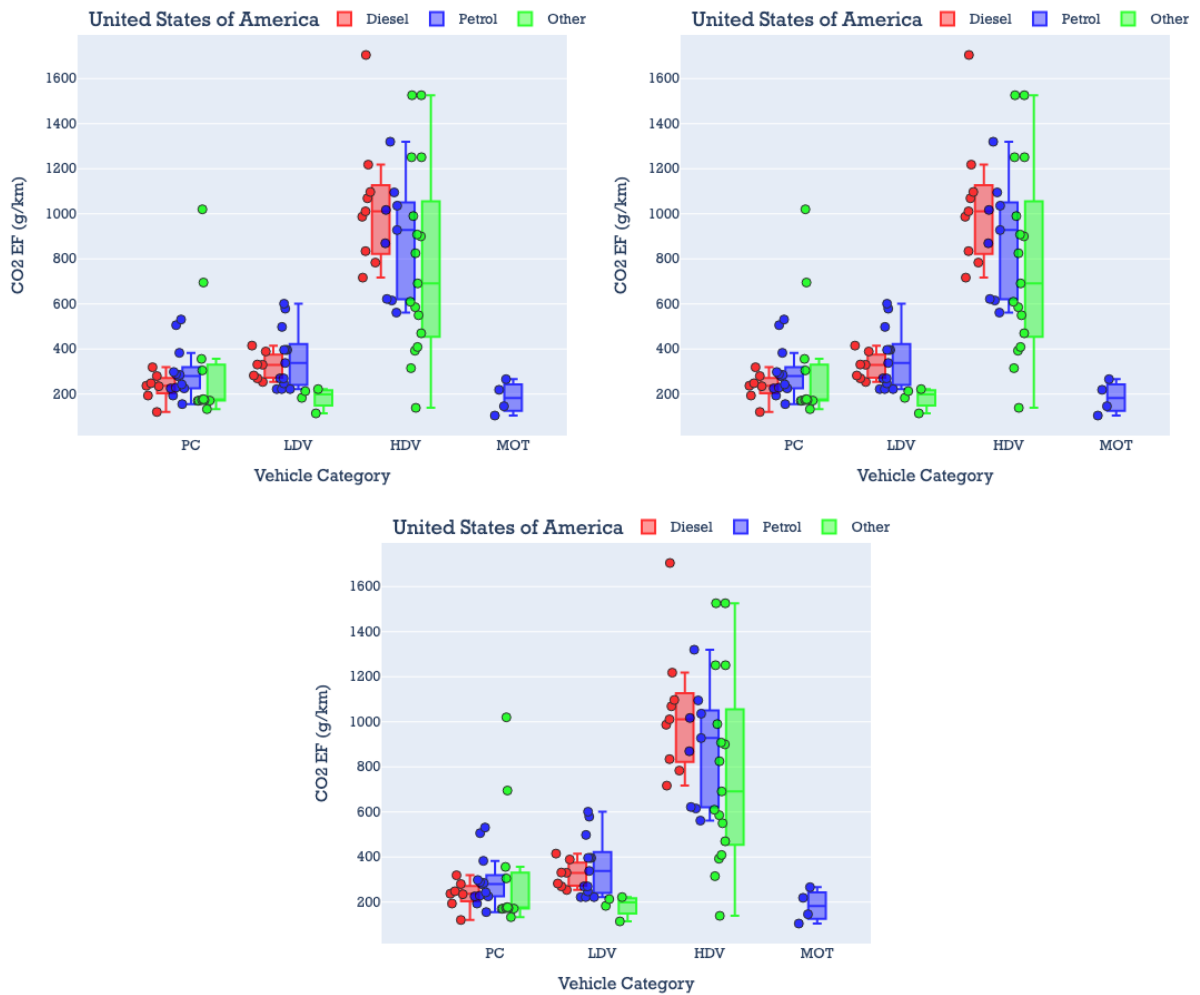 United States of America Diesel Petrol Other
1600
1400
1200
1000
800
600
400
200
CO2 EF (g/km)
PC LDV HDV MOT
Vehicle Category
United States of America Diesel Petrol Other
1600
1400
1200
1000
800
600
400
200
CO2 EF (g/km)
PC LDV HDV MOT
Vehicle Category
United States of America Diesel Petrol Other
1600
1400
1200
1000
800
600
400
200
CO2 EF (g/km)
PC LDV HDV MOT
Vehicle Category